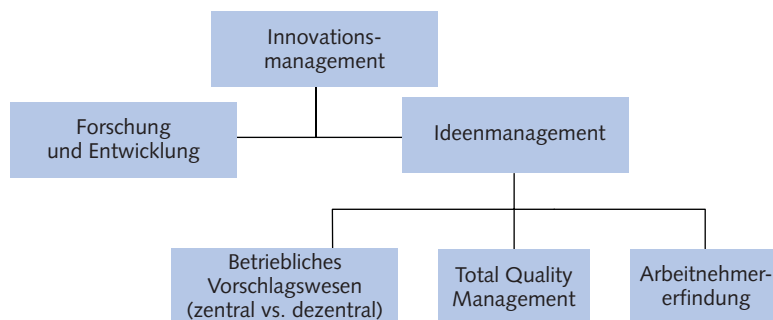 Innovations-
management
Forschung
und Entwicklung
Ideenmanagement
Betriebliches
Vorschlagswesen
(zentral vs. dezentral)
Total Quality
Management
Arbeitnehmer-
erfindung